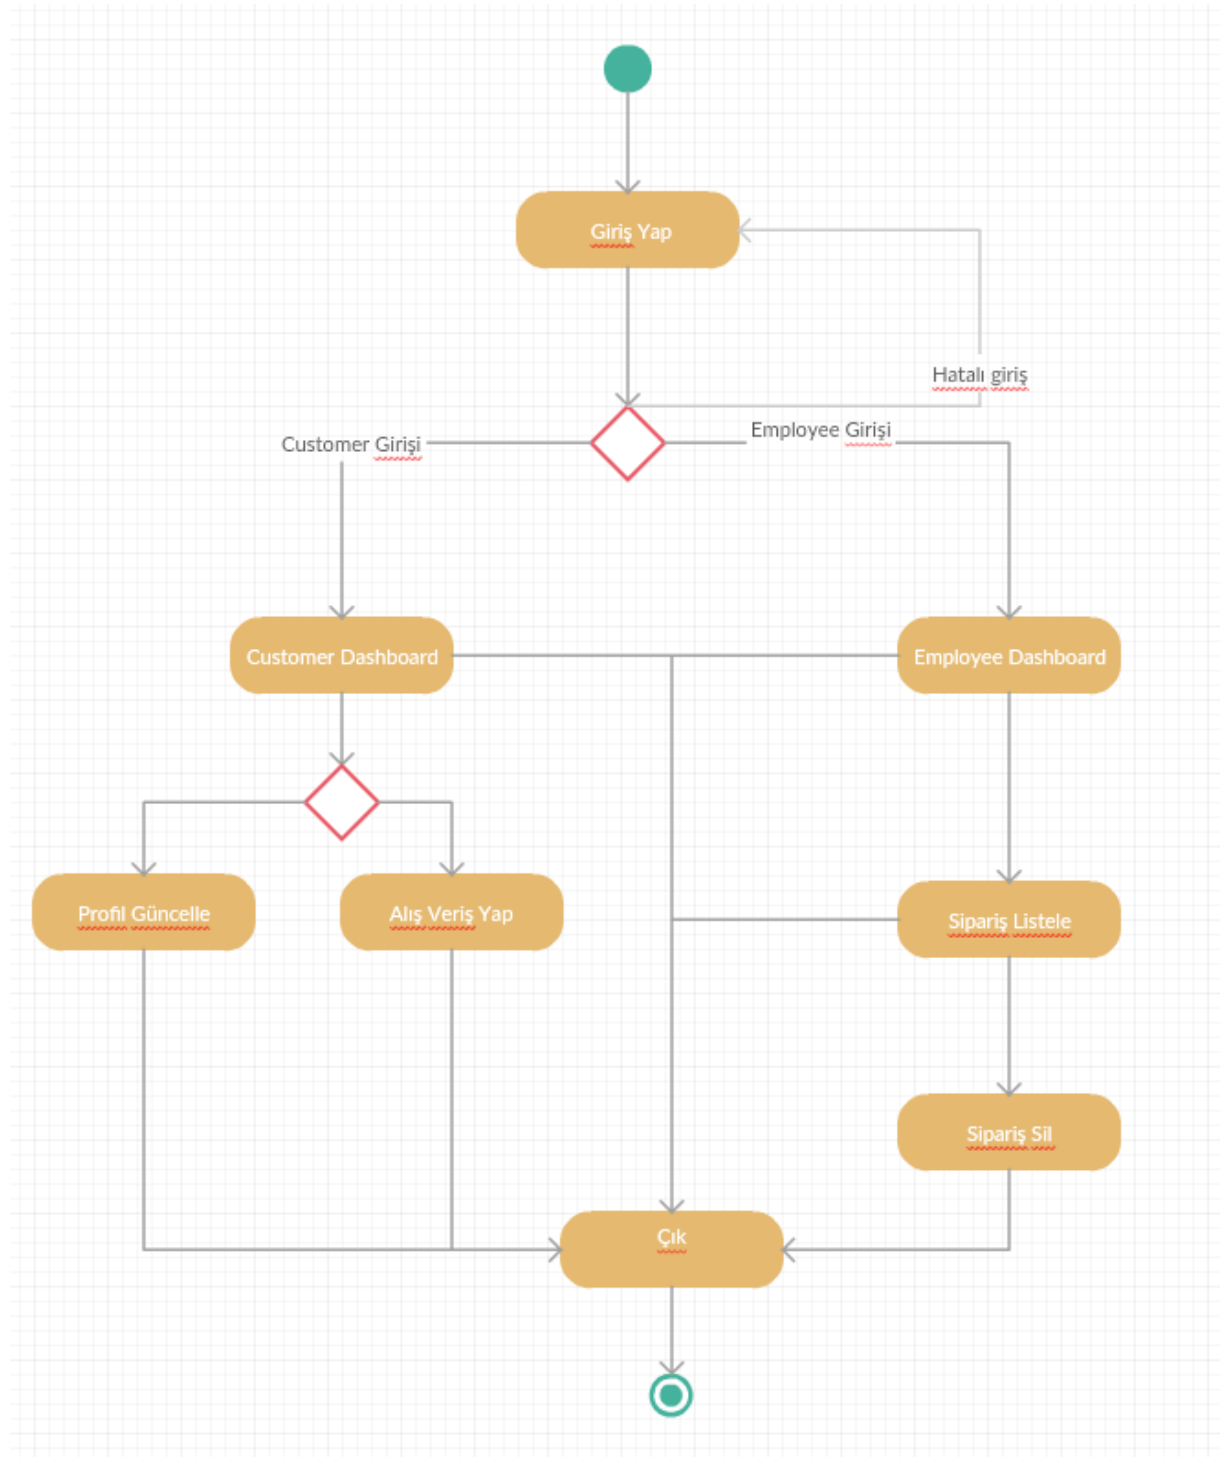 Giriş Yap
Hatalı giriş
Customer Girişi
Employee Girişi
Customer Dashboard
Employee Dashboard
Profil Güncelle
Alış Veriş Yap
Sipariş Listele
Sipariş Sil
Çık